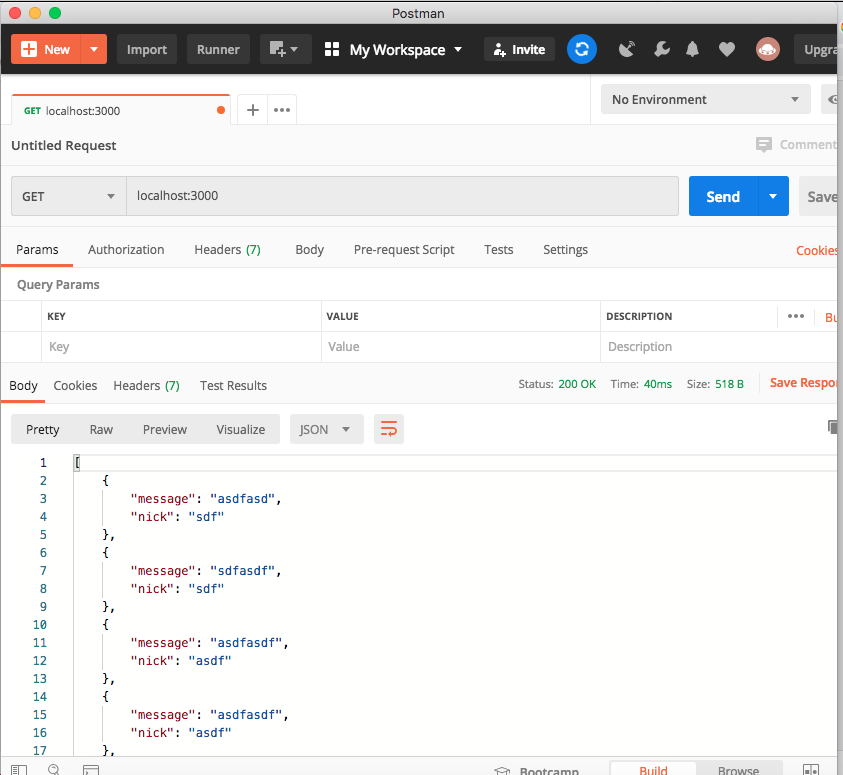 Postman
New Import Runner My Workspace Invite Upgra
GET localhost:3000 No Environment
Untitled Request Comment
GET localhost:3000 Send Save
Params Authorization Headers (7) Body Pre-request Script Tests Settings Cookies
Query Params
KEY VALUE DESCRIPTION Bu
Key Value Description
Body Cookies Headers (7) Test Results Status: 200 OK Time: 40ms Size: 518 B Save Respo
Pretty Raw Preview Visualize JSON
1 [
2 {
3 "message": "asdfasd",
4 "nick": "sdf"
5 },
6 {
7 "message": "sdfasdf",
8 "nick": "sdf"
9 },
10 {
11 "message": "asdfasdf",
12 "nick": "asdf"
13 },
14 {
15 "message": "asdfasdf",
16 "nick": "asdf"
17 },
Bootcamp Build Browse